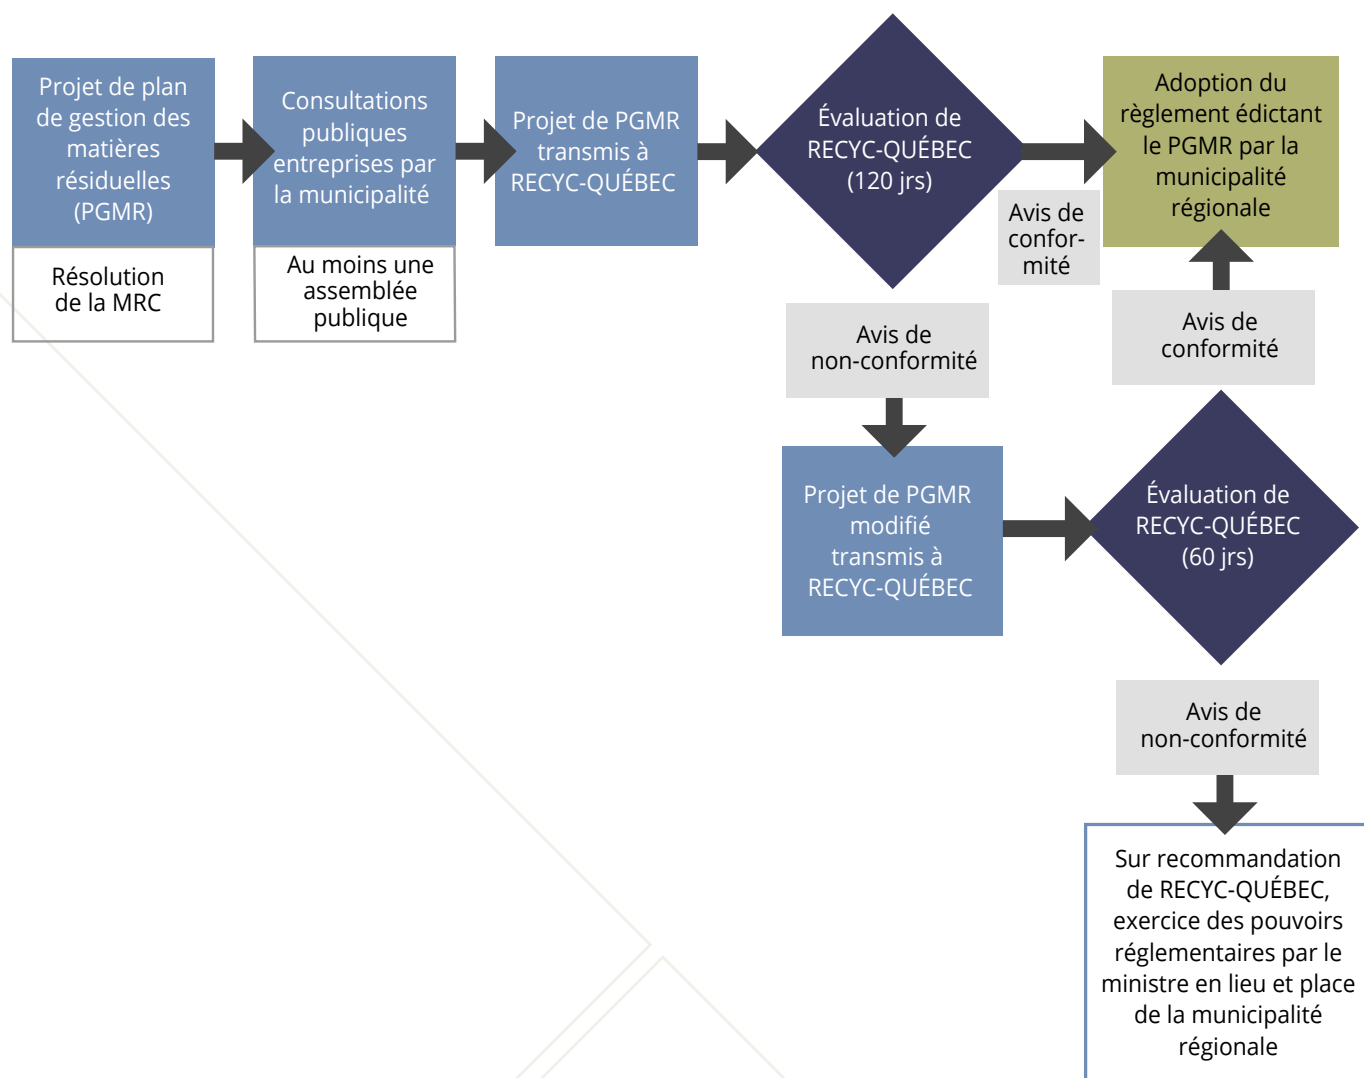 Projet de plan
de gestion des
matières
résiduelles
(PGMR)
Résolution
de la MRC
Consultations
publiques
entreprises par
la municipalité
Au moins une
assemblée
publique
Projet de PGMR
transmis à
RECYC-QUÉBEC
Évaluation de
RECYC-QUÉBEC
(120 jrs)
Avis de
confor-
mité
Adoption du
règlement édictant
le PGMR par la
municipalité
régionale
Avis de
non-conformité
Avis de
conformité
Projet de PGMR
modifié
transmis à
RECYC-QUÉBEC
Évaluation de
RECYC-QUÉBEC
(60 jrs)
Avis de
non-conformité
Sur recommandation
de RECYC-QUÉBEC,
exercice des pouvoirs
réglementaires par le
ministre en lieu et place
de la municipalité
régionale